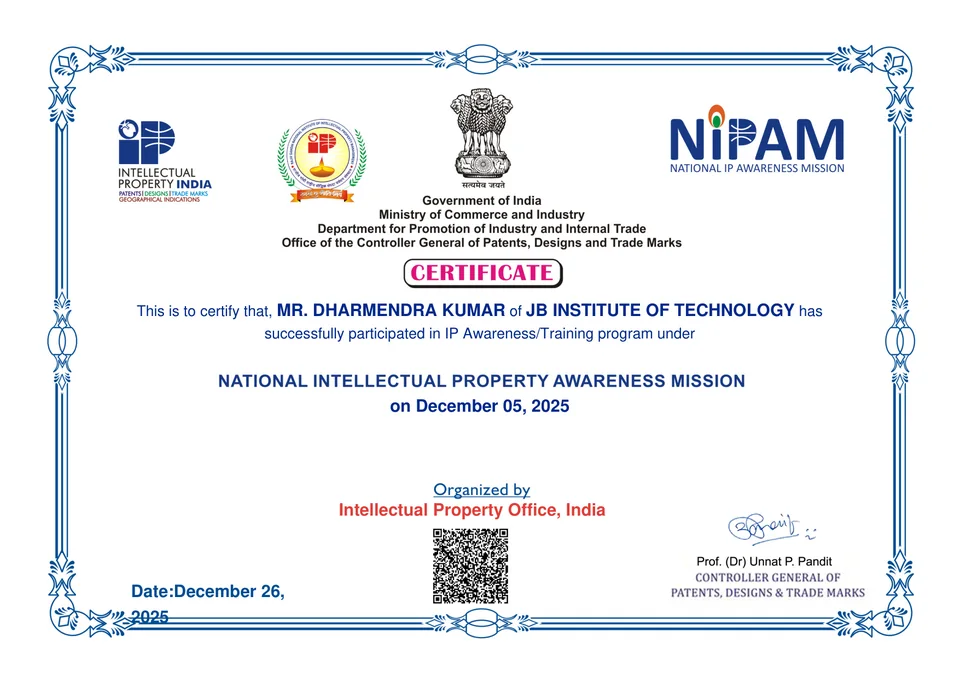 INTELLECTUAL
PROPERTY INDIA
PATENTS | DESIGNS | TRADE MARKS
GEOGRAPHICAL INDICATIONS
iP
सत्यमेव जयते
NiPAM
NATIONAL IP AWARENESS MISSION
Government of India
Ministry of Commerce and Industry
Department for Promotion of Industry and Internal Trade
Office of the Controller General of Patents, Designs and Trade Marks
CERTIFICATE
This is to certify that, MR. DHARMENDRA KUMAR of JB INSTITUTE OF TECHNOLOGY has
successfully participated in IP Awareness/Training program under
NATIONAL INTELLECTUAL PROPERTY AWARENESS MISSION
on December 05, 2025
Organized by
Intellectual Property Office, India
Prof. (Dr) Unnat P. Pandit
CONTROLLER GENERAL OF
PATENTS, DESIGNS & TRADE MARKS
Date:December 26,
2025